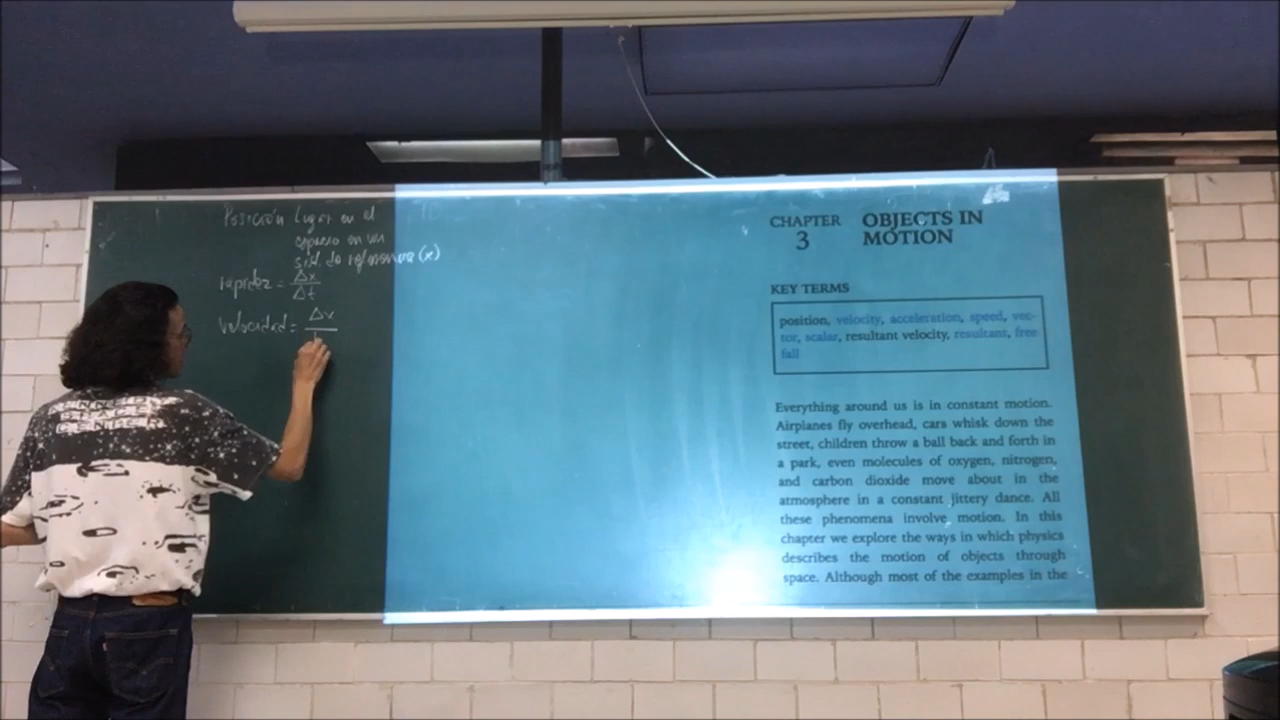 Posición Lugar en el
espacio en un
sist. de referencia (x)
rapidez = Δx
Δt
velocidad = Δx
KENNEDY
SPACE
CENTER
CHAPTER
3
OBJECTS IN
MOTION
KEY TERMS
position, velocity, acceleration, speed, vec-
tor, scalar, resultant velocity, resultant, free
fall
Everything around us is in constant motion.
Airplanes fly overhead, cars whisk down the
street, children throw a ball back and forth in
a park, even molecules of oxygen, nitrogen,
and carbon dioxide move about in the
atmosphere in a constant jittery dance. All
these phenomena involve motion. In this
chapter we explore the ways in which physics
describes the motion of objects through
space. Although most of the examples in the